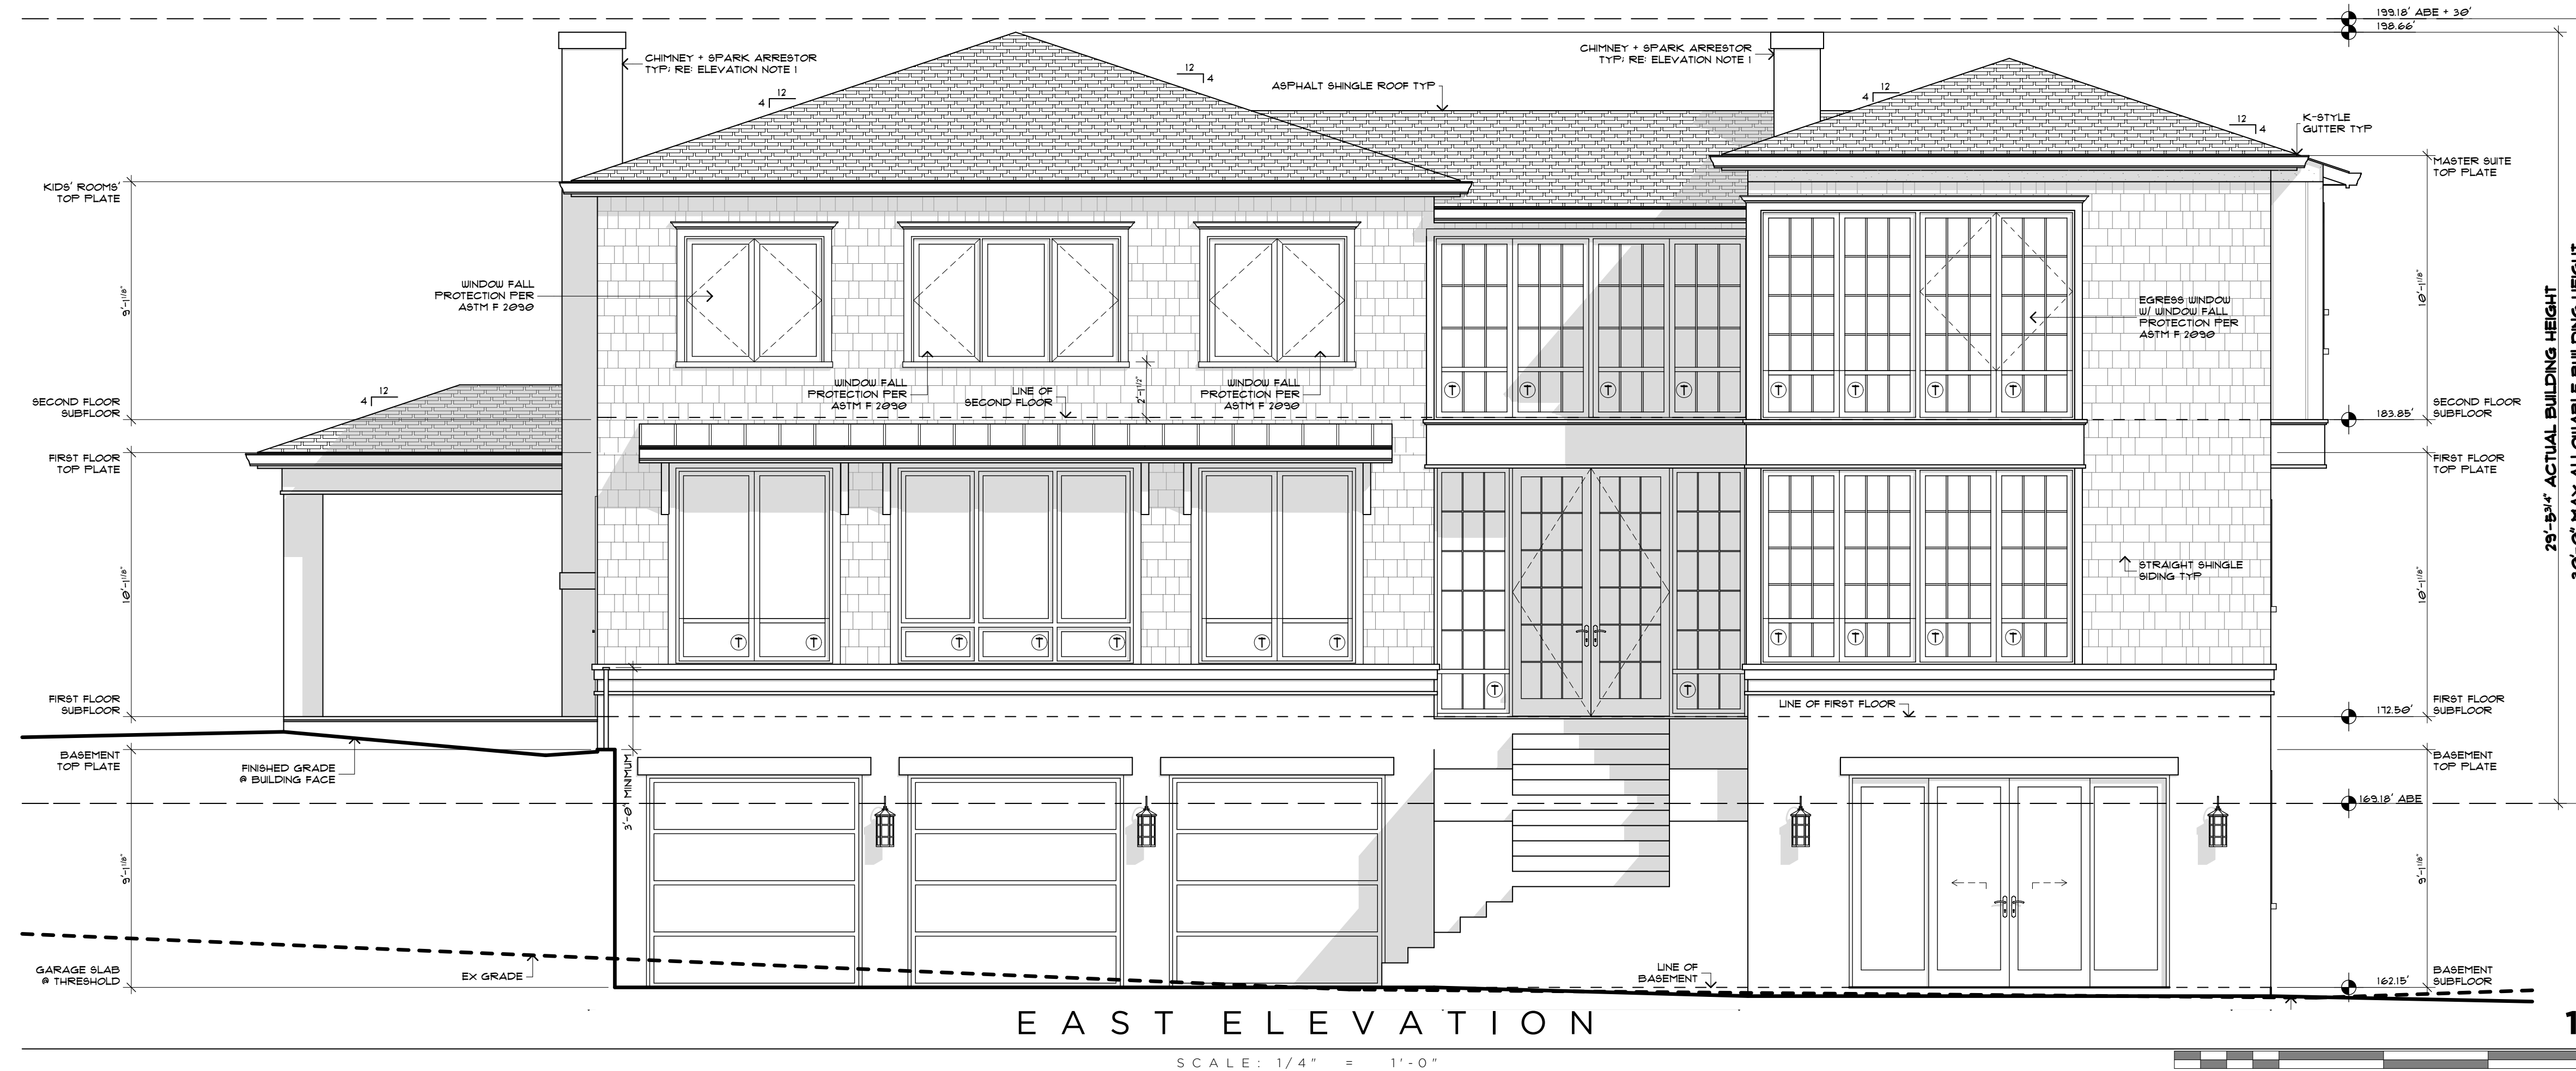 199.18' ABE + 30'
198.66'
CHIMNEY + SPARK ARRESTOR
TYP; RE: ELEVATION NOTE 1
12
4
12
4
ASPHALT SHINGLE ROOF TYP
CHIMNEY + SPARK ARRESTOR
TYP; RE: ELEVATION NOTE 1
12
4
12
4
K-STYLE
GUTTER TYP
MASTER SUITE
TOP PLATE
KIDS' ROOMS'
TOP PLATE
9'-1 1/8"
WINDOW FALL
PROTECTION PER
ASTM F 2090
WINDOW FALL
PROTECTION PER
ASTM F 2090
LINE OF
SECOND FLOOR
2'-1 1/2"
WINDOW FALL
PROTECTION PER
ASTM F 2090
EGRESS WINDOW
W/ WINDOW FALL
PROTECTION PER
ASTM F 2090
10'-1 1/8"
29'-5 3/4" ACTUAL BUILDING HEIGHT
30'-0" MAX ALLOWABLE BUILDING HEIGHT
12
4
T
T
T
T
T
T
T
T
SECOND FLOOR
SUBFLOOR
183.85'
SECOND FLOOR
SUBFLOOR
FIRST FLOOR
TOP PLATE
FIRST FLOOR
TOP PLATE
10'-1 1/8"
STRAIGHT SHINGLE
SIDING TYP
10'-1 1/8"
T
T
T
T
T
T
T
T
T
T
T
T
T
FIRST FLOOR
SUBFLOOR
LINE OF FIRST FLOOR
172.50'
FIRST FLOOR
SUBFLOOR
BASEMENT
TOP PLATE
FINISHED GRADE
@ BUILDING FACE
3'-0" MINIMUM
BASEMENT
TOP PLATE
169.18' ABE
9'-1 1/8"
9'-1 1/8"
GARAGE SLAB
@ THRESHOLD
EX GRADE
LINE OF
BASEMENT
162.15'
BASEMENT
SUBFLOOR
EAST ELEVATION
1
SCALE: 1/4" = 1'-0"